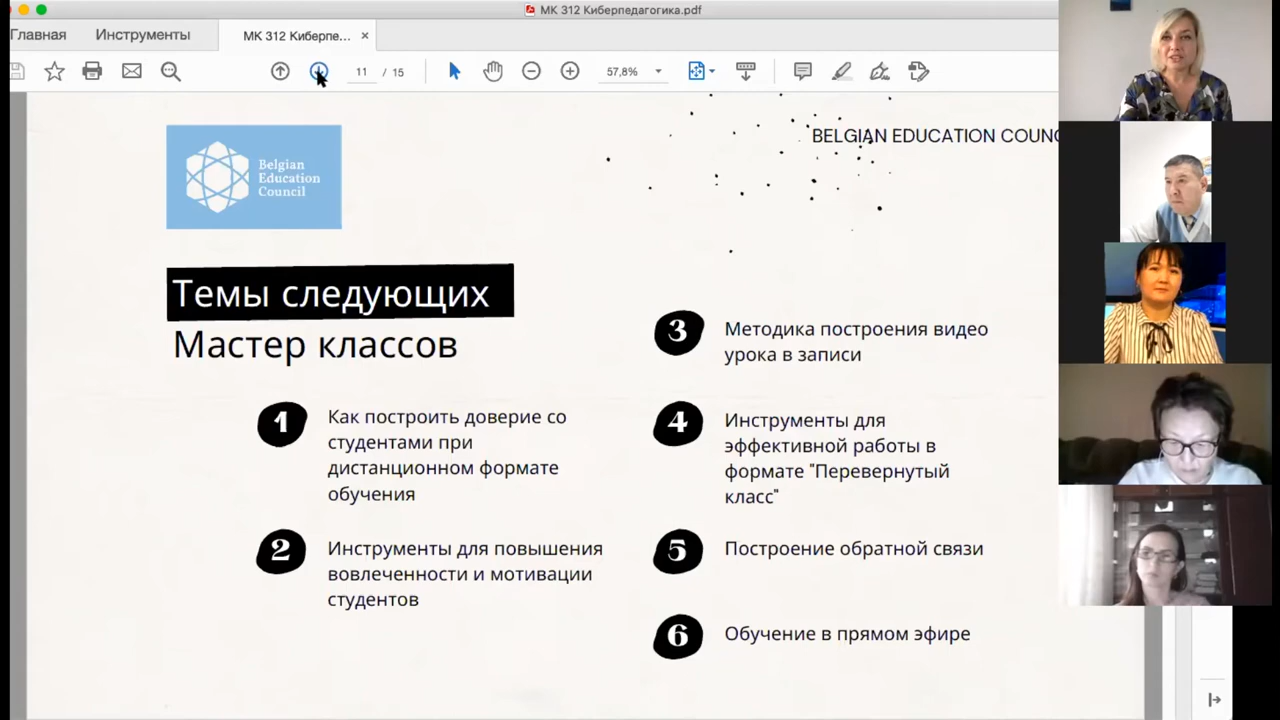 МК 312 Киберпедагогика.pdf
Главная
Инструменты
МК 312 Киберпе... ×
11 / 15
57,8%
Belgian
Education
Council
BELGIAN EDUCATION
Темы следующих
Мастер классов
1
Как построить доверие со
студентами при
дистанционном формате
обучения
2
Инструменты для повышения
вовлеченности и мотивации
студентов
3
Методика построения видео
урока в записи
4
Инструменты для
эффективной работы в
формате "Перевернутый
класс"
5
Построение обратной связи
6
Обучение в прямом эфире